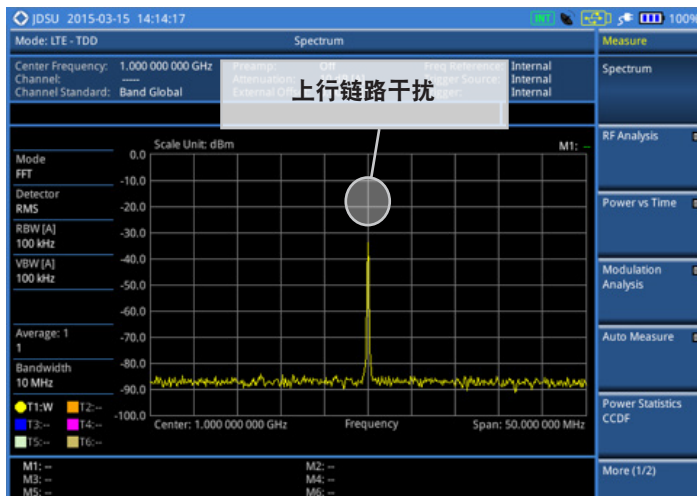 JDSU 2015-03-15 14:14:17
INT
100%
Mode: LTE - TDD
Spectrum
Measure
Center Frequency: 1.000 000 000 GHz
Preamp: Off
Freq Reference: Internal
Channel: ----
Attenuation:
Trigger Source: Internal
Channel Standard: Band Global
External Off
Internal
上行链路干扰
Spectrum
Scale Unit: dBm
M1: --
RF Analysis
Mode
FFT
Detector
RMS
RBW [A]
100 kHz
VBW [A]
100 kHz
Average: 1
1
Bandwidth
10 MHz
T1:W T2:--
T3:-- T4:--
T5:-- T6:--
0.0
-10.0
-20.0
-30.0
-40.0
-50.0
-60.0
-70.0
-80.0
-90.0
-100.0
Center: 1.000 000 000 GHz
Frequency
Span: 50.000 000 MHz
Power vs Time
Modulation
Analysis
Auto Measure
Power Statistics
CCDF
More (1/2)
M1: --
M2: --
M3: --
M4: --
M5: --
M6: --